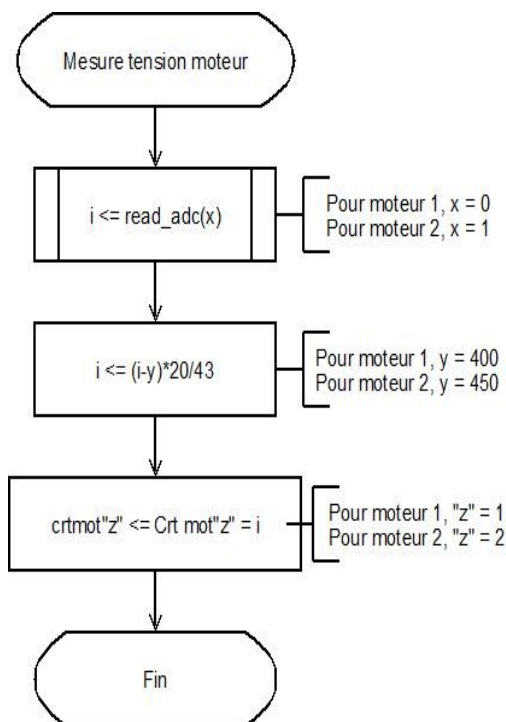 Mesure tension moteur
i <= read_adc(x)
Pour moteur 1, x = 0
Pour moteur 2, x = 1
i <= (i-y)*20/43
Pour moteur 1, y = 400
Pour moteur 2, y = 450
crtmot"z" <= Crt mot"z" = i
Pour moteur 1, "z" = 1
Pour moteur 2, "z" = 2
Fin